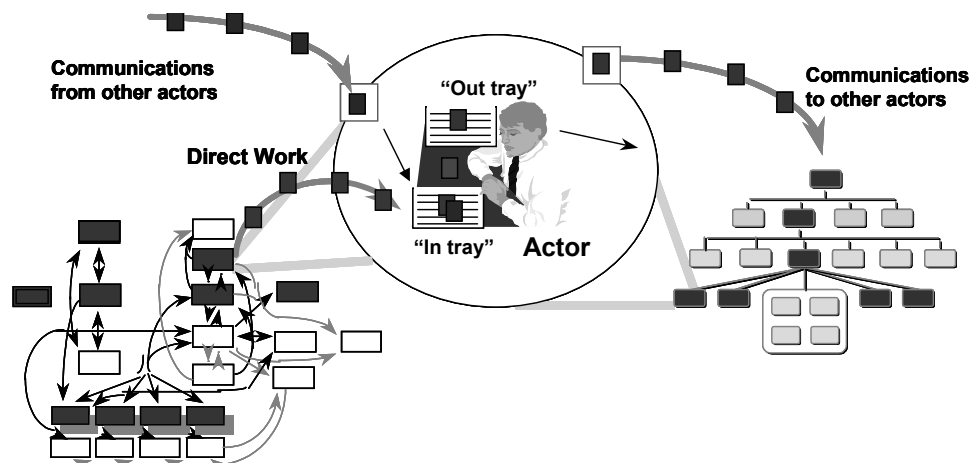 Communications
from other actors
“Out tray”
Communications
to other actors
Direct Work
“In tray”
Actor